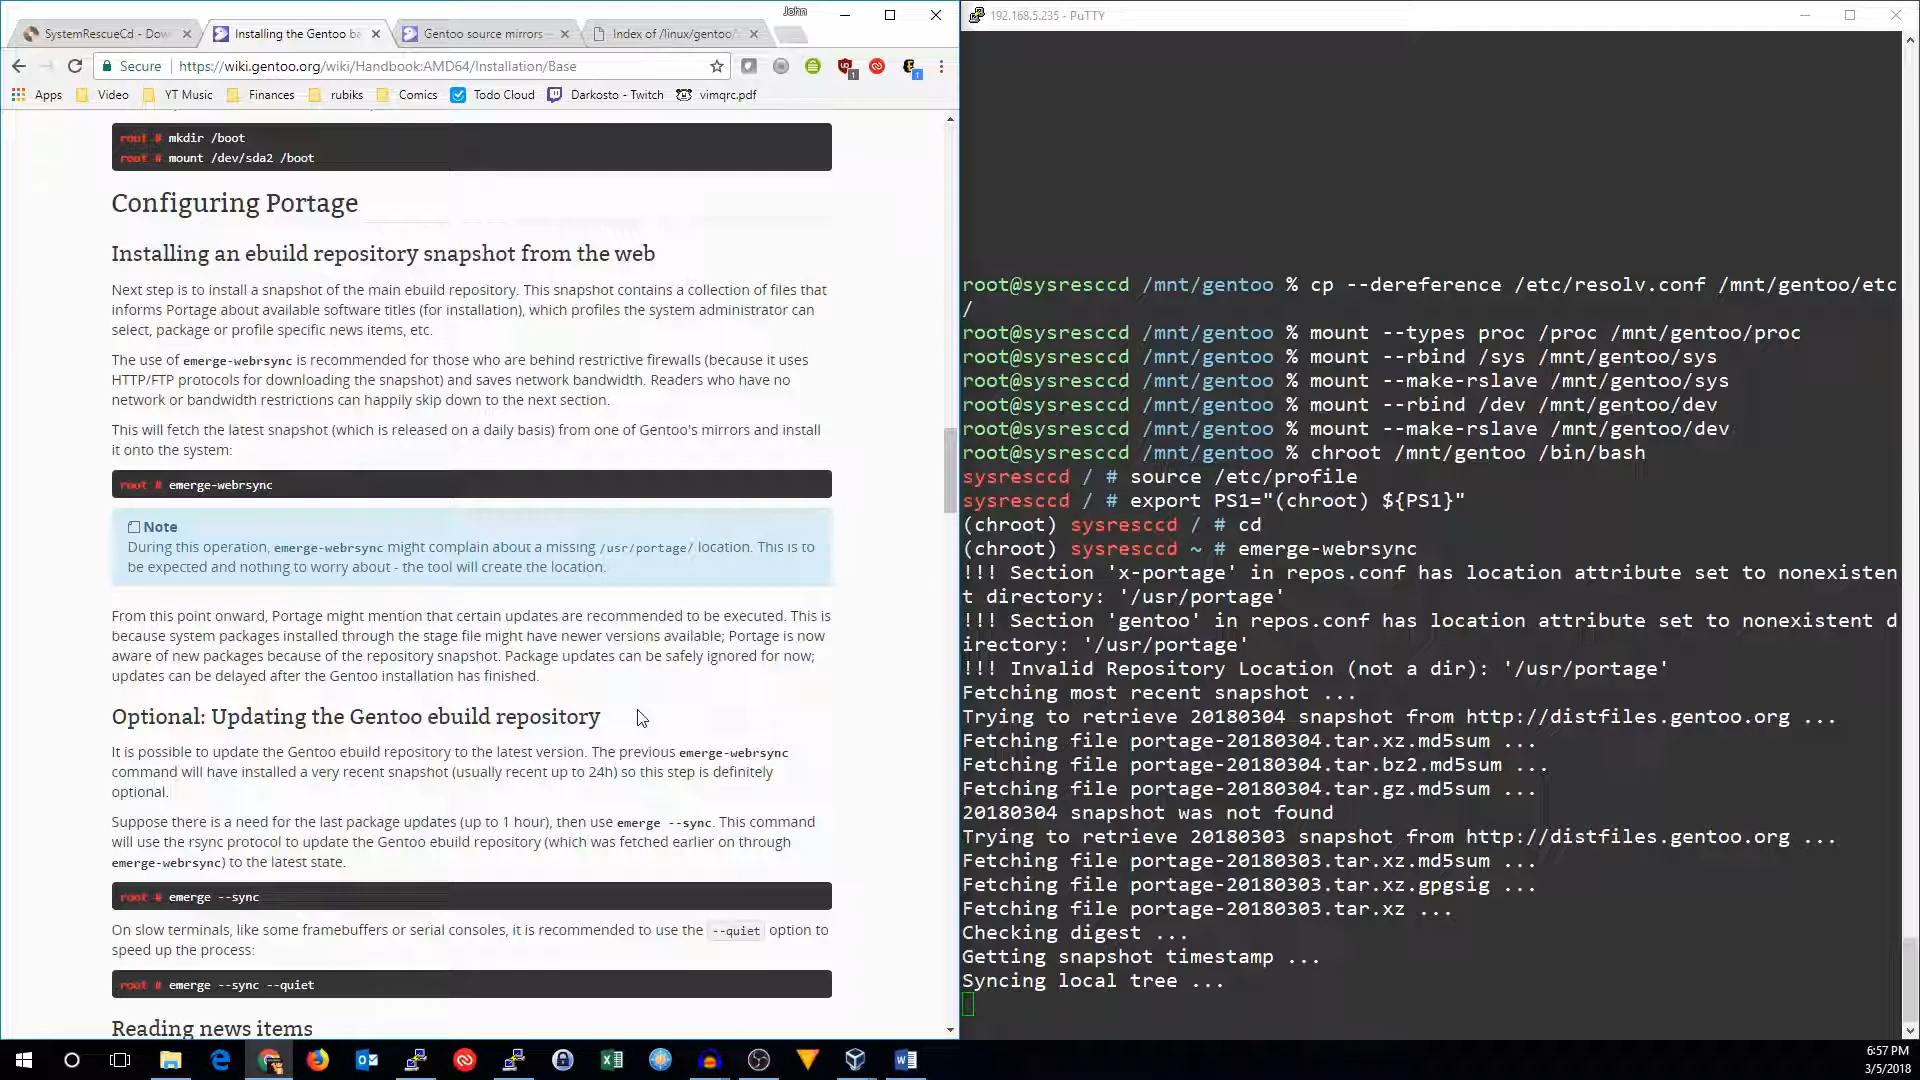 John
SystemRescueCd - Dow
Installing the Gentoo ba
Gentoo source mirrors
Index of /linux/gentoo/
Secure https://wiki.gentoo.org/wiki/Handbook:AMD64/Installation/Base
Apps Video YT Music Finances rubiks Comics Todo Cloud Darkosto - Twitch vimqrc.pdf
root # mkdir /boot
root # mount /dev/sda2 /boot
Configuring Portage
Installing an ebuild repository snapshot from the web
Next step is to install a snapshot of the main ebuild repository. This snapshot contains a collection of files that
informs Portage about available software titles (for installation), which profiles the system administrator can
select, package or profile specific news items, etc.
The use of emerge-webrsync is recommended for those who are behind restrictive firewalls (because it uses
HTTP/FTP protocols for downloading the snapshot) and saves network bandwidth. Readers who have no
network or bandwidth restrictions can happily skip down to the next section.
This will fetch the latest snapshot (which is released on a daily basis) from one of Gentoo's mirrors and install
it onto the system:
root # emerge-webrsync
Note
During this operation, emerge-webrsync might complain about a missing /usr/portage/ location. This is to
be expected and nothing to worry about - the tool will create the location.
From this point onward, Portage might mention that certain updates are recommended to be executed. This is
because system packages installed through the stage file might have newer versions available; Portage is now
aware of new packages because of the repository snapshot. Package updates can be safely ignored for now;
updates can be delayed after the Gentoo installation has finished.
Optional: Updating the Gentoo ebuild repository
It is possible to update the Gentoo ebuild repository to the latest version. The previous emerge-webrsync
command will have installed a very recent snapshot (usually recent up to 24h) so this step is definitely
optional.
Suppose there is a need for the last package updates (up to 1 hour), then use emerge --sync. This command
will use the rsync protocol to update the Gentoo ebuild repository (which was fetched earlier on through
emerge-webrsync) to the latest state.
root # emerge --sync
On slow terminals, like some framebuffers or serial consoles, it is recommended to use the --quiet option to
speed up the process:
root # emerge --sync --quiet
Reading news items
192.168.5.235 - PuTTY
root@sysresccd /mnt/gentoo % cp --dereference /etc/resolv.conf /mnt/gentoo/etc
/
root@sysresccd /mnt/gentoo % mount --types proc /proc /mnt/gentoo/proc
root@sysresccd /mnt/gentoo % mount --rbind /sys /mnt/gentoo/sys
root@sysresccd /mnt/gentoo % mount --make-rslave /mnt/gentoo/sys
root@sysresccd /mnt/gentoo % mount --rbind /dev /mnt/gentoo/dev
root@sysresccd /mnt/gentoo % mount --make-rslave /mnt/gentoo/dev
root@sysresccd /mnt/gentoo % chroot /mnt/gentoo /bin/bash
sysresccd / # source /etc/profile
sysresccd / # export PS1="(chroot) ${PS1}"
(chroot) sysresccd / # cd
(chroot) sysresccd ~ # emerge-webrsync
!!! Section 'x-portage' in repos.conf has location attribute set to nonexisten
t directory: '/usr/portage'
!!! Section 'gentoo' in repos.conf has location attribute set to nonexistent d
irectory: '/usr/portage'
!!! Invalid Repository Location (not a dir): '/usr/portage'
Fetching most recent snapshot ...
Trying to retrieve 20180304 snapshot from http://distfiles.gentoo.org ...
Fetching file portage-20180304.tar.xz.md5sum ...
Fetching file portage-20180304.tar.bz2.md5sum ...
Fetching file portage-20180304.tar.gz.md5sum ...
20180304 snapshot was not found
Trying to retrieve 20180303 snapshot from http://distfiles.gentoo.org ...
Fetching file portage-20180303.tar.xz.md5sum ...
Fetching file portage-20180303.tar.xz.gpgsig ...
Fetching file portage-20180303.tar.xz ...
Checking digest ...
Getting snapshot timestamp ...
Syncing local tree ...
6:57 PM
3/5/2018